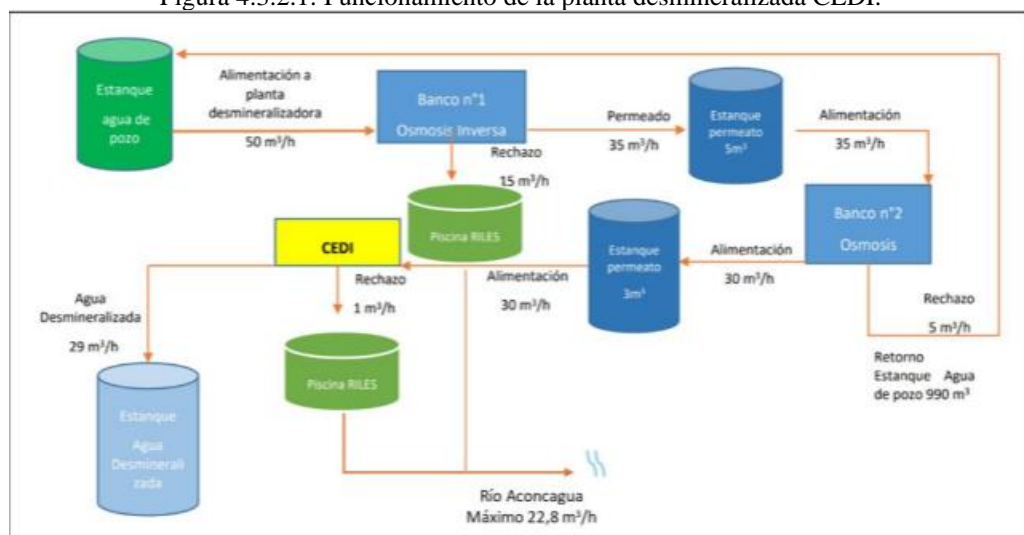 Figura 4.3.2.1. Funcionamiento de la planta desmineralizada CEDI.
Estanque
agua de
pozo
Alimentación a
planta
desmineralizadora
50 m³/h
Banco n°1
Osmosis Inversa
Permeado
35 m³/h
Rechazo
15 m³/h
Estanque
permeato
5m³
Alimentación
35 m³/h
Banco n°2
Osmosis
Piscina RILES
CEDI
Estanque
permeato
3m³
Alimentación
30 m³/h
Alimentación
30 m³/h
Rechazo
1 m³/h
Rechazo
5 m³/h
Retorno
Estanque Agua
de pozo 990 m³
Agua
Desmineralizada
29 m³/h
Piscina RILES
Estanque
Agua
Desminerali
zada
Río Aconcagua
Máximo 22,8 m³/h